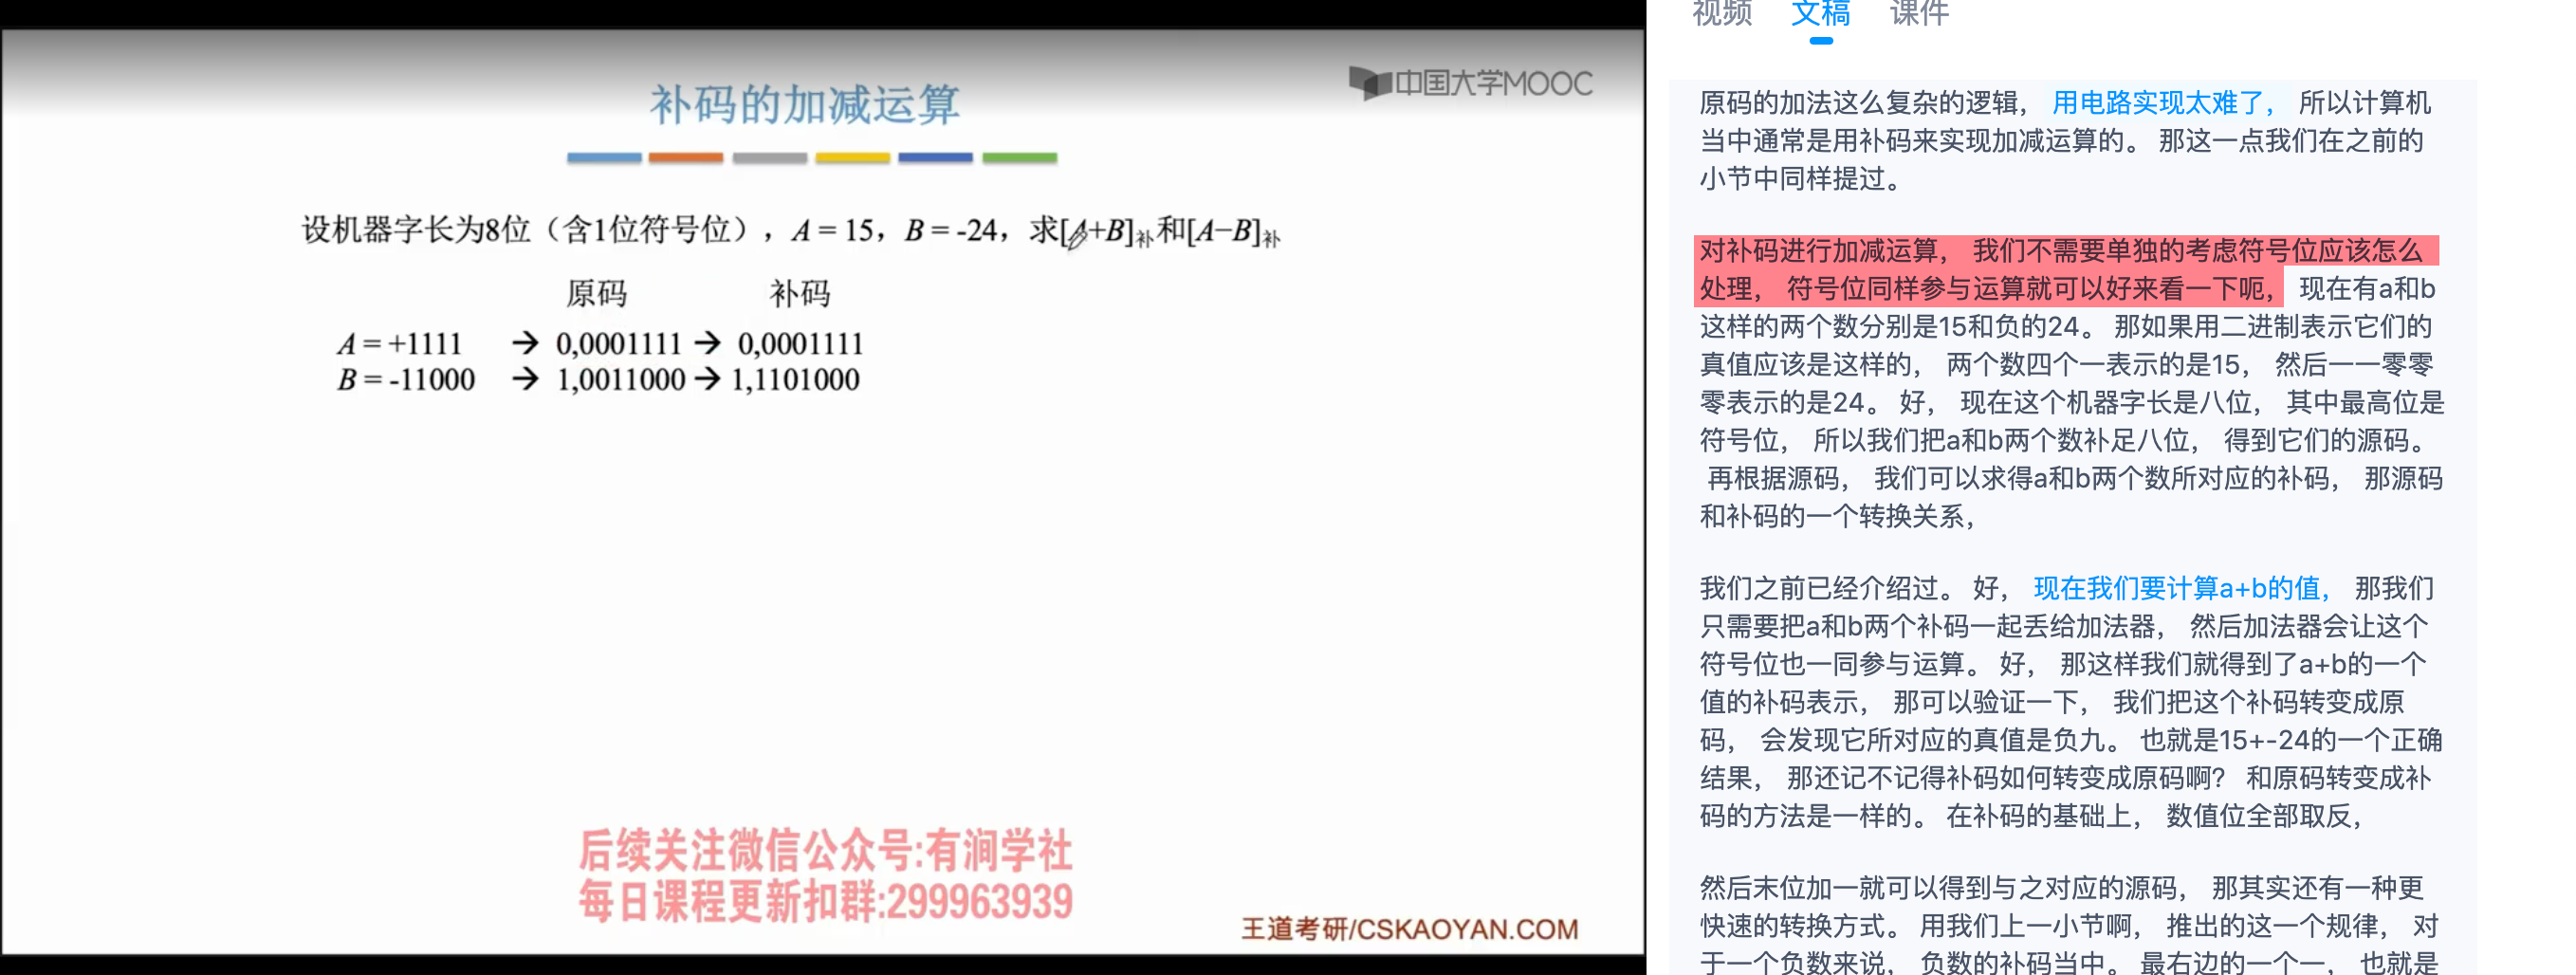 中国大学MOOC
补码的加减运算
设机器字长为8位（含1位符号位），A = 15，B = -24，求[A+B]补和[A−B]补
原码 补码
A = +1111 → 0,0001111 → 0,0001111
B = -11000 → 1,0011000 → 1,1101000
后续关注微信公众号:有涧学社
每日课程更新扣群:299963939
王道考研/CSKAOYAN.COM
视频 文稿 课件
原码的加法这么复杂的逻辑， 用电路实现太难了， 所以计算机
当中通常是用补码来实现加减运算的。 那这一点我们在之前的
小节中同样提过。
对补码进行加减运算， 我们不需要单独的考虑符号位应该怎么
处理， 符号位同样参与运算就可以好来看一下呃， 现在有a和b
这样的两个数分别是15和负的24。 那如果用二进制表示它们的
真值应该是这样的， 两个数四个一表示的是15， 然后一一零零
零表示的是24。 好， 现在这个机器字长是八位， 其中最高位是
符号位， 所以我们把a和b两个数补足八位， 得到它们的源码。
再根据源码， 我们可以求得a和b两个数所对应的补码， 那源码
和补码的一个转换关系，
我们之前已经介绍过。 好， 现在我们要计算a+b的值， 那我们
只需要把a和b两个补码一起丢给加法器， 然后加法器会让这个
符号位也一同参与运算。 好， 那这样我们就得到了a+b的一个
值的补码表示， 那可以验证一下， 我们把这个补码转变成原
码， 会发现它所对应的真值是负九。 也就是15+-24的一个正确
结果， 那还记不记得补码如何转变成原码啊？ 和原码转变成补
码的方法是一样的。 在补码的基础上， 数值位全部取反，
然后末位加一就可以得到与之对应的源码， 那其实还有一种更
快速的转换方式。 用我们上一小节啊， 推出的这一个规律， 对
于一个负数来说， 负数的补码当中。 最右边的一个一， 也就是